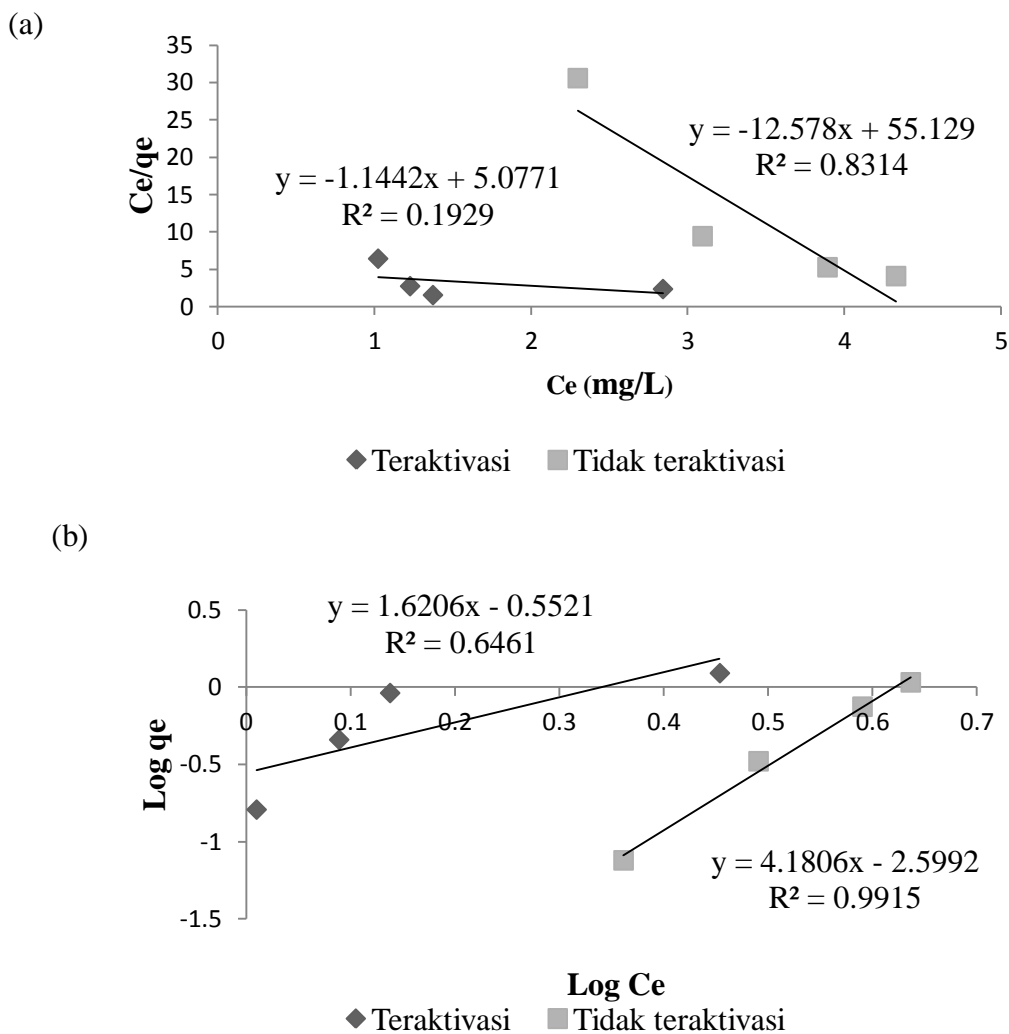 (a)
35
30
25
20
15
10
5
0
Ce/qe
y = -12.578x + 55.129
R² = 0.8314
y = -1.1442x + 5.0771
R² = 0.1929
0 1 2 3 4 5
Ce (mg/L)
Teraktivasi Tidak teraktivasi
(b)
0.5
0
-0.5
-1
-1.5
Log qe
y = 1.6206x - 0.5521
R² = 0.6461
0 0.1 0.2 0.3 0.4 0.5 0.6 0.7
y = 4.1806x - 2.5992
R² = 0.9915
Log Ce
Teraktivasi Tidak teraktivasi